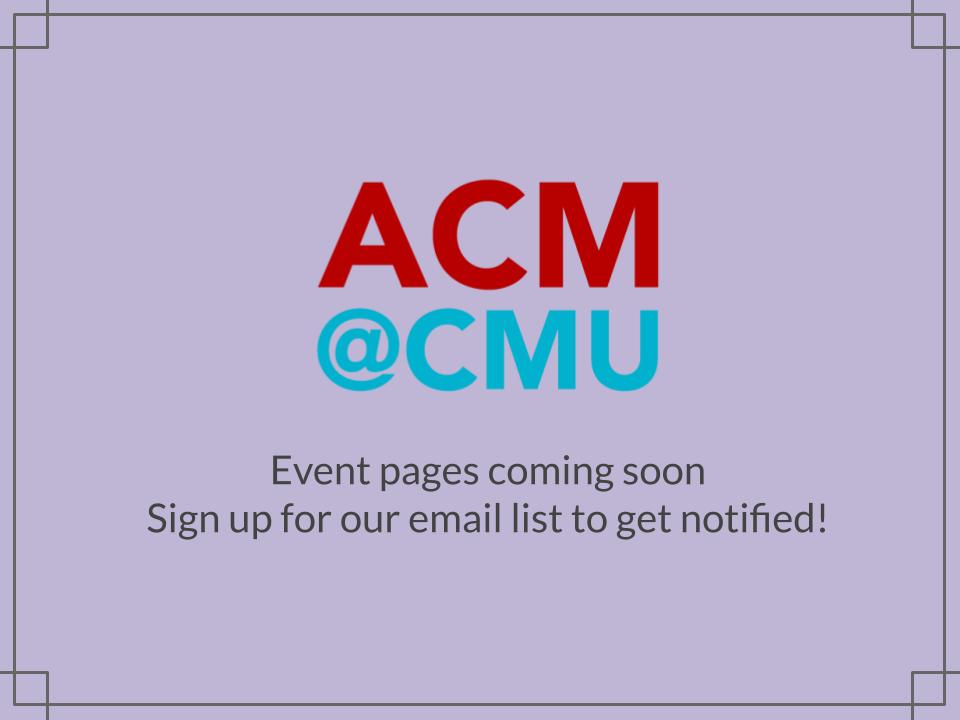 ACM
@CMU
Event pages coming soon
Sign up for our email list to get notified!